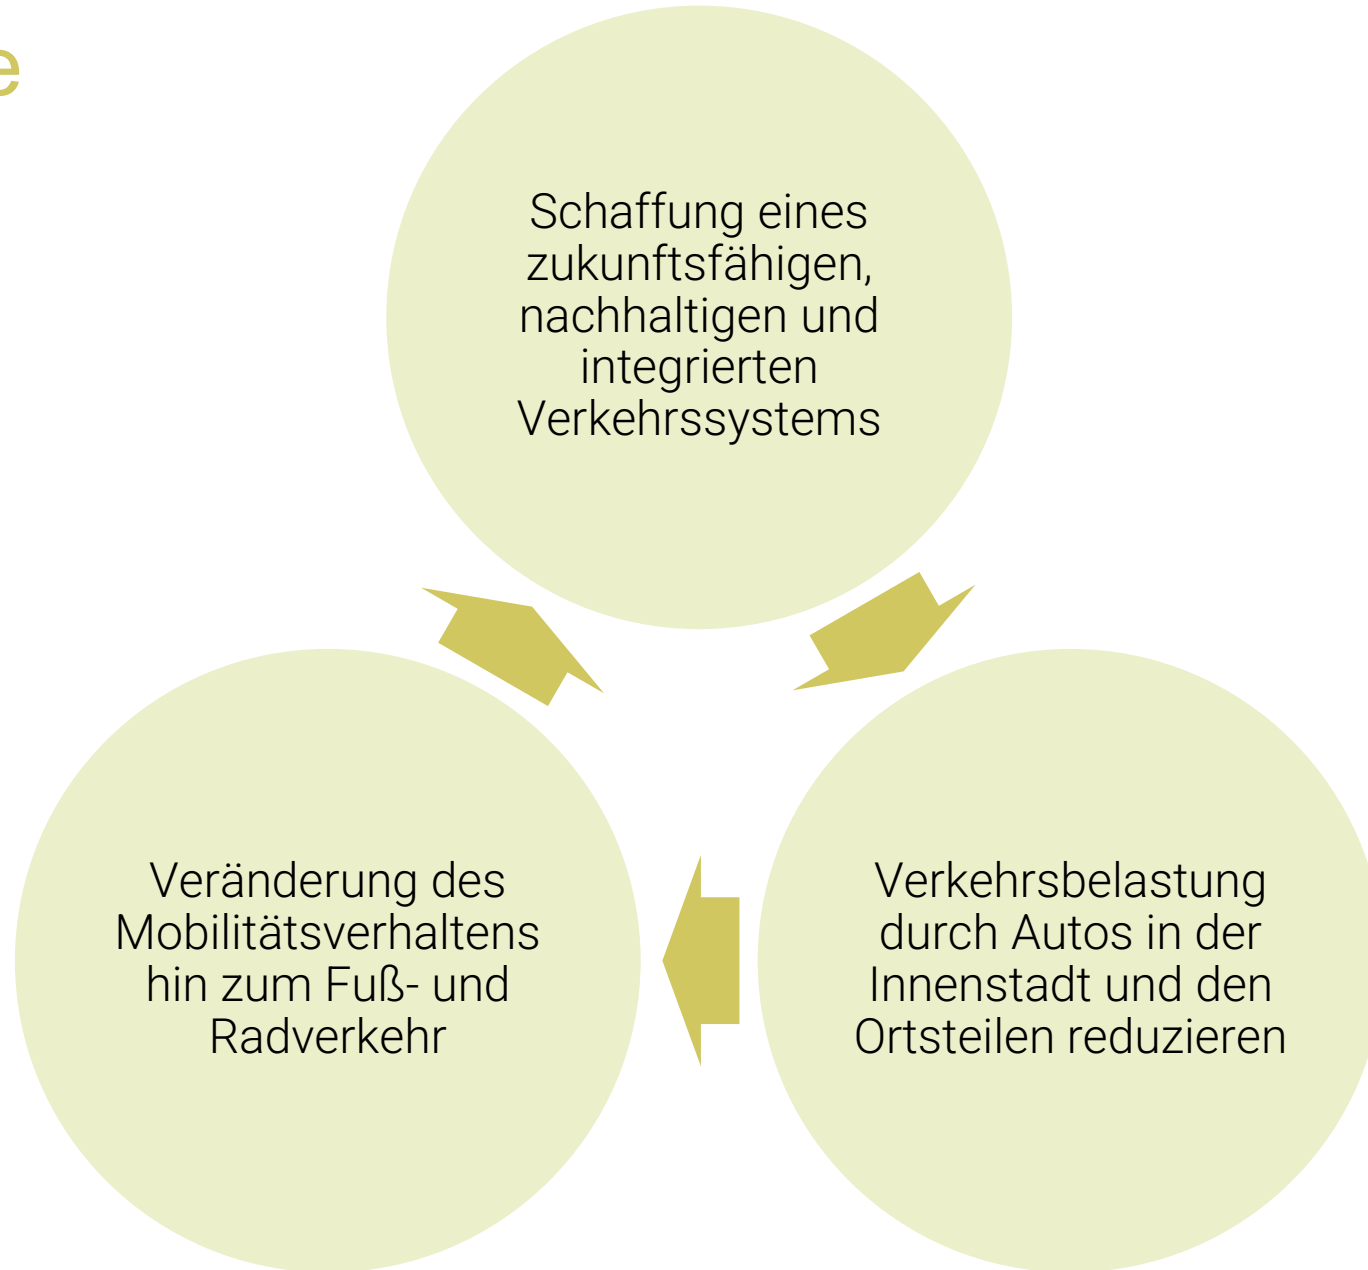 e
Schaffung eines
zukunftsfähigen,
nachhaltigen und
integrierten
Verkehrssystems
Veränderung des
Mobilitätsverhaltens
hin zum Fuß- und
Radverkehr
Verkehrsbelastung
durch Autos in der
Innenstadt und den
Ortsteilen reduzieren